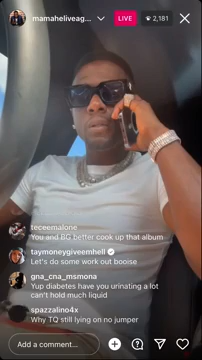 mamaheliveag...
LIVE
2,181
teceemalone
You and BG better cook up that album
taymoneygiveemhell
Let's do some work out boorse
gna_cna_msmona
Yup diabetes have you urinating a lot
can't hold much liquid
spazzalino4x
Why TQ still lying on no jumper
Add a comment...